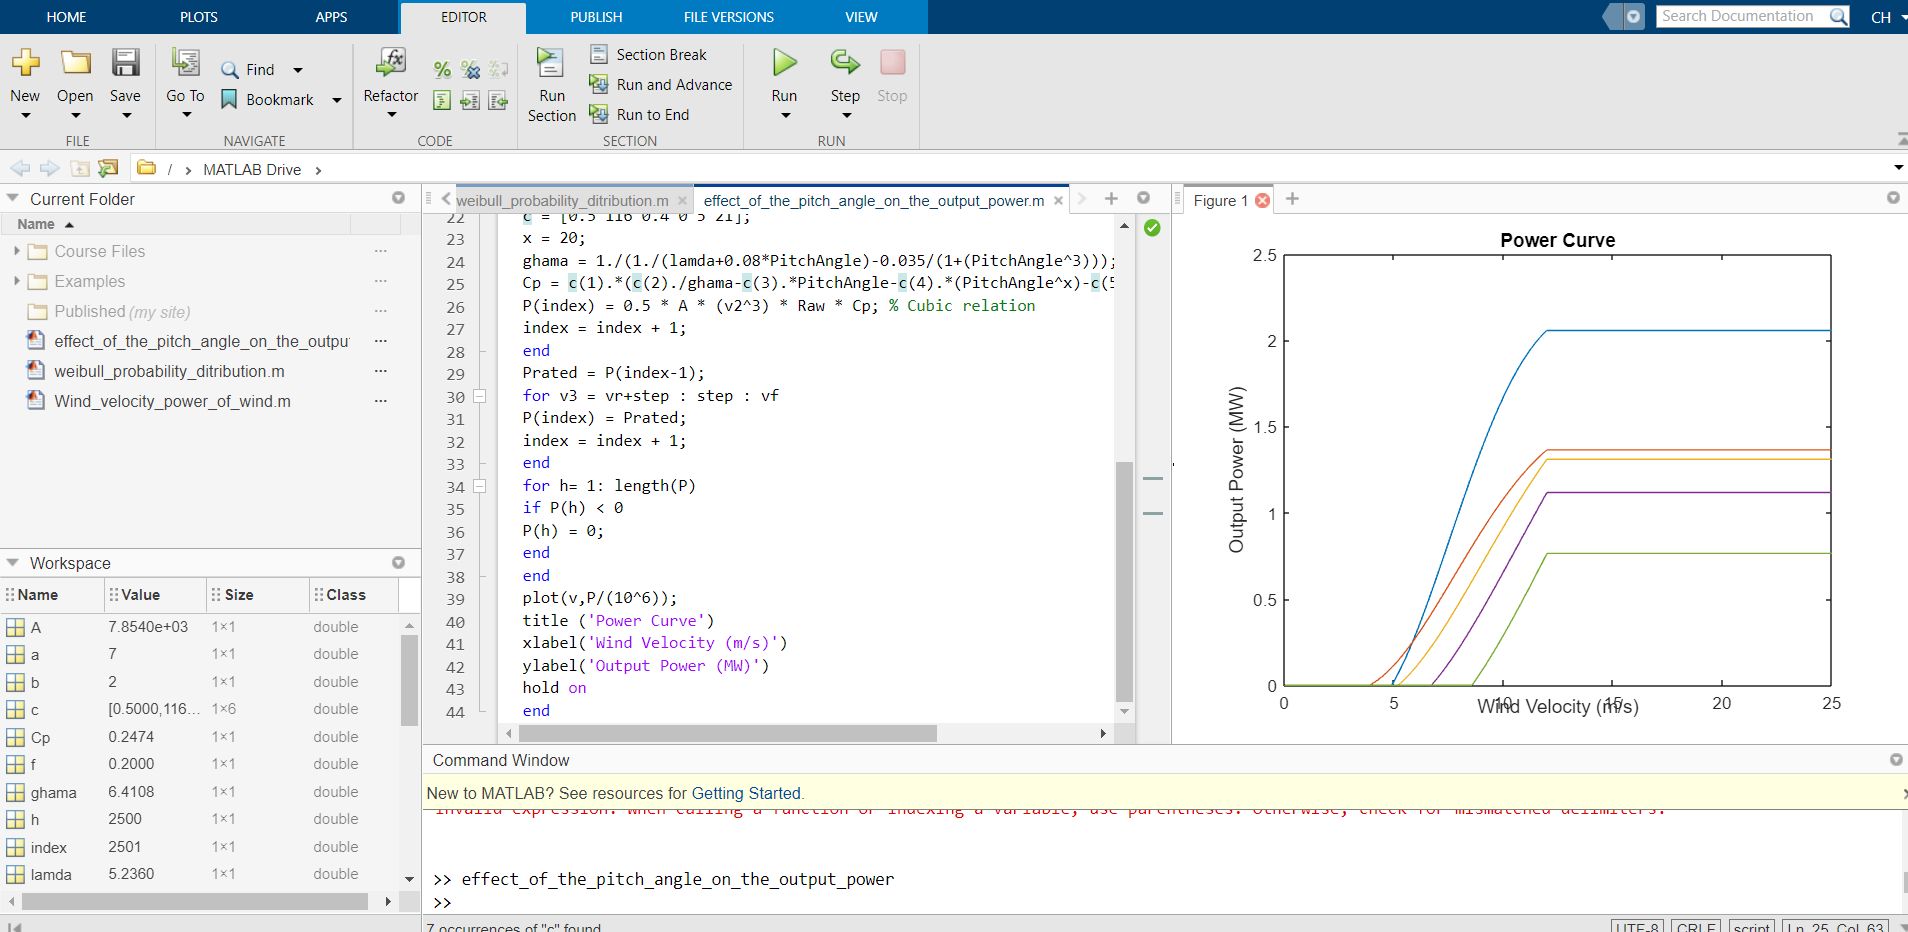 HOME PLOTS APPS EDITOR PUBLISH FILE VERSIONS VIEW Search Documentation CH
New Open Save Go To Find Bookmark Refactor Run Section Section Break Run and Advance Run to End Run Step Stop
FILE NAVIGATE CODE SECTION RUN
/ › MATLAB Drive ›
Current Folder
Name
Course Files
Examples
Published (my site)
effect_of_the_pitch_angle_on_the_outpu
weibull_probability_ditribution.m
Wind_velocity_power_of_wind.m
Workspace
Name Value Size Class
A 7.8540e+03 1×1 double
a 7 1×1 double
b 2 1×1 double
c [0.5000,116... 1×6 double
Cp 0.2474 1×1 double
f 0.2000 1×1 double
ghama 6.4108 1×1 double
h 2500 1×1 double
index 2501 1×1 double
lamda 5.2360 1×1 double
weibull_probability_ditribution.m effect_of_the_pitch_angle_on_the_output_power.m
22 c = [0.5 116 0.4 0 5 21];
23 x = 20;
24 ghama = 1./(1./(lamda+0.08*PitchAngle)-0.035/(1+(PitchAngle^3)));
25 Cp = c(1).*(c(2)./ghama-c(3).*PitchAngle-c(4).*(PitchAngle^x)-c(5
26 P(index) = 0.5 * A * (v2^3) * Raw * Cp; % Cubic relation
27 index = index + 1;
28 end
29 Prated = P(index-1);
30 for v3 = vr+step : step : vf
31 P(index) = Prated;
32 index = index + 1;
33 end
34 for h= 1: length(P)
35 if P(h) < 0
36 P(h) = 0;
37 end
38 end
39 plot(v,P/(10^6));
40 title ('Power Curve')
41 xlabel('Wind Velocity (m/s)')
42 ylabel('Output Power (MW)')
43 hold on
44 end
Figure 1
Power Curve
Output Power (MW)
2.5
2
1.5
1
0.5
0
0 5 10 15 20 25
Wind Velocity (m/s)
Command Window
New to MATLAB? See resources for Getting Started.
Invalid expression. When calling a function or indexing a variable, use parentheses. Otherwise, check for mismatched delimiters.
>> effect_of_the_pitch_angle_on_the_output_power
>>
7 occurrences of "c" found
UTF-8 CRLF script Ln 25 Col 63